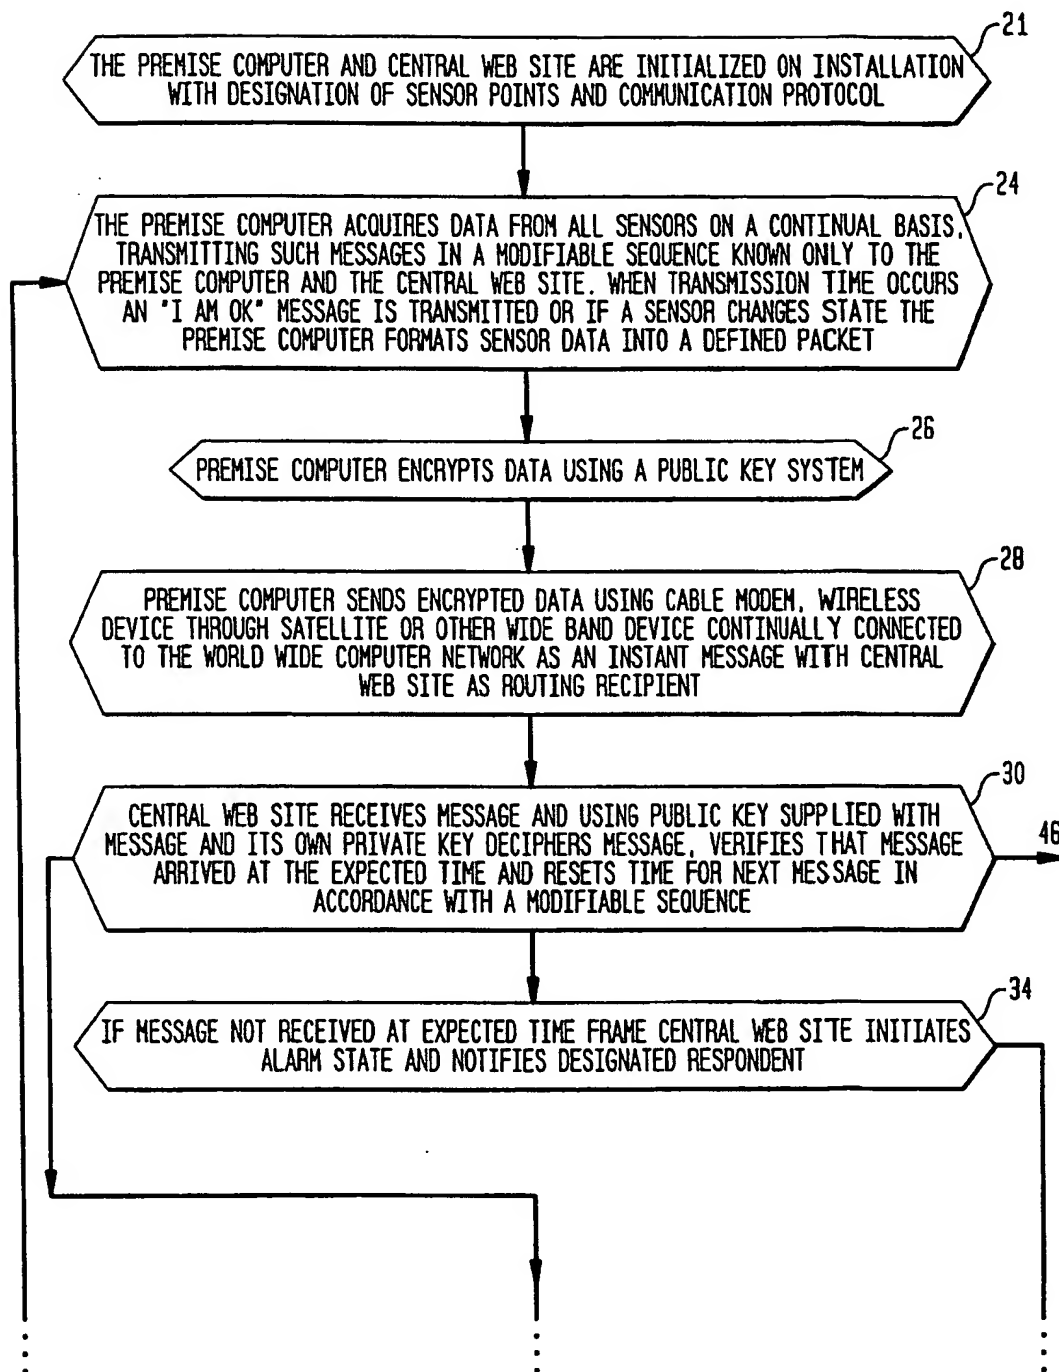 21
THE PREMISE COMPUTER AND CENTRAL WEB SITE ARE INITIALIZED ON INSTALLATION
WITH DESIGNATION OF SENSOR POINTS AND COMMUNICATION PROTOCOL
24
THE PREMISE COMPUTER ACQUIRES DATA FROM ALL SENSORS ON A CONTINUAL BASIS,
TRANSMITTING SUCH MESSAGES IN A MODIFIABLE SEQUENCE KNOWN ONLY TO THE
PREMISE COMPUTER AND THE CENTRAL WEB SITE. WHEN TRANSMISSION TIME OCCURS
AN "I AM OK" MESSAGE IS TRANSMITTED OR IF A SENSOR CHANGES STATE THE
PREMISE COMPUTER FORMATS SENSOR DATA INTO A DEFINED PACKET
26
PREMISE COMPUTER ENCRYPTS DATA USING A PUBLIC KEY SYSTEM
28
PREMISE COMPUTER SENDS ENCRYPTED DATA USING CABLE MODEM, WIRELESS
DEVICE THROUGH SATELLITE OR OTHER WIDE BAND DEVICE CONTINUALLY CONNECTED
TO THE WORLD WIDE COMPUTER NETWORK AS AN INSTANT MESSAGE WITH CENTRAL
WEB SITE AS ROUTING RECIPIENT
30
CENTRAL WEB SITE RECEIVES MESSAGE AND USING PUBLIC KEY SUPPLIED WITH
MESSAGE AND ITS OWN PRIVATE KEY DECIPHERS MESSAGE, VERIFIES THAT MESSAGE
ARRIVED AT THE EXPECTED TIME AND RESETS TIME FOR NEXT MESSAGE IN
ACCORDANCE WITH A MODIFIABLE SEQUENCE
46
34
IF MESSAGE NOT RECEIVED AT EXPECTED TIME FRAME CENTRAL WEB SITE INITIATES
ALARM STATE AND NOTIFIES DESIGNATED RESPONDENT